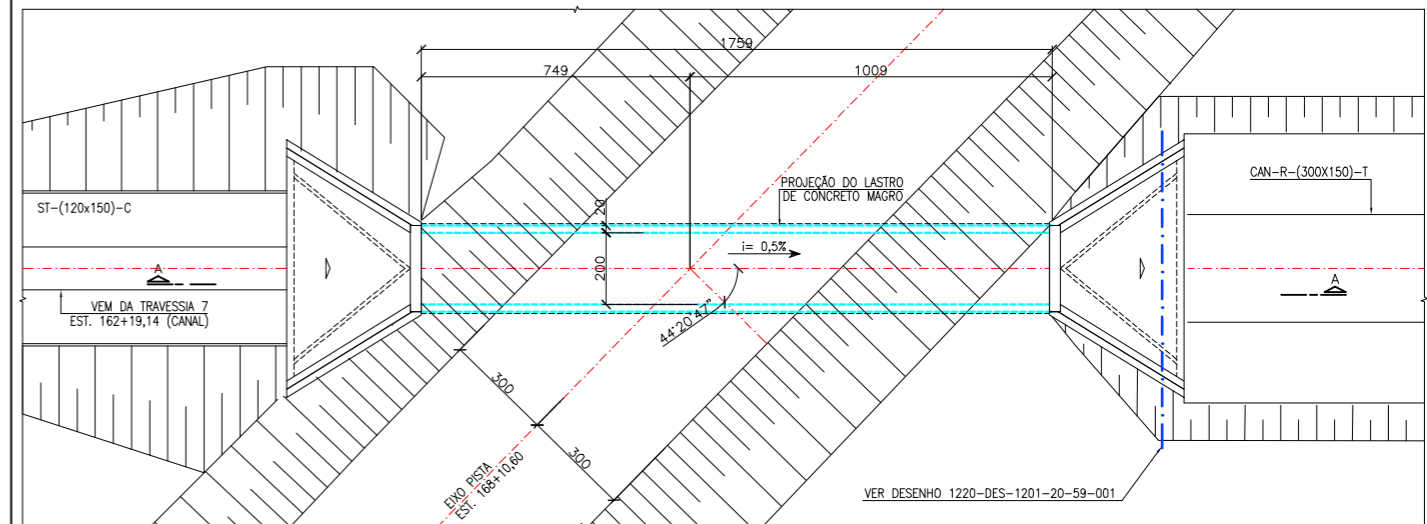 1759
749
1009
ST-(120x150)-C
PROJEÇÃO DO LASTRO
DE CONCRETO MAGRO
CAN-R-(300X150)-T
20
i= 0,5%
200
A
A
VEM DA TRAVESSIA 7
EST. 162+19,14 (CANAL)
44°20'47"
300
300
EIXO PISTA
EST. 168+10,60
VER DESENHO 1220-DES-1201-20-59-001